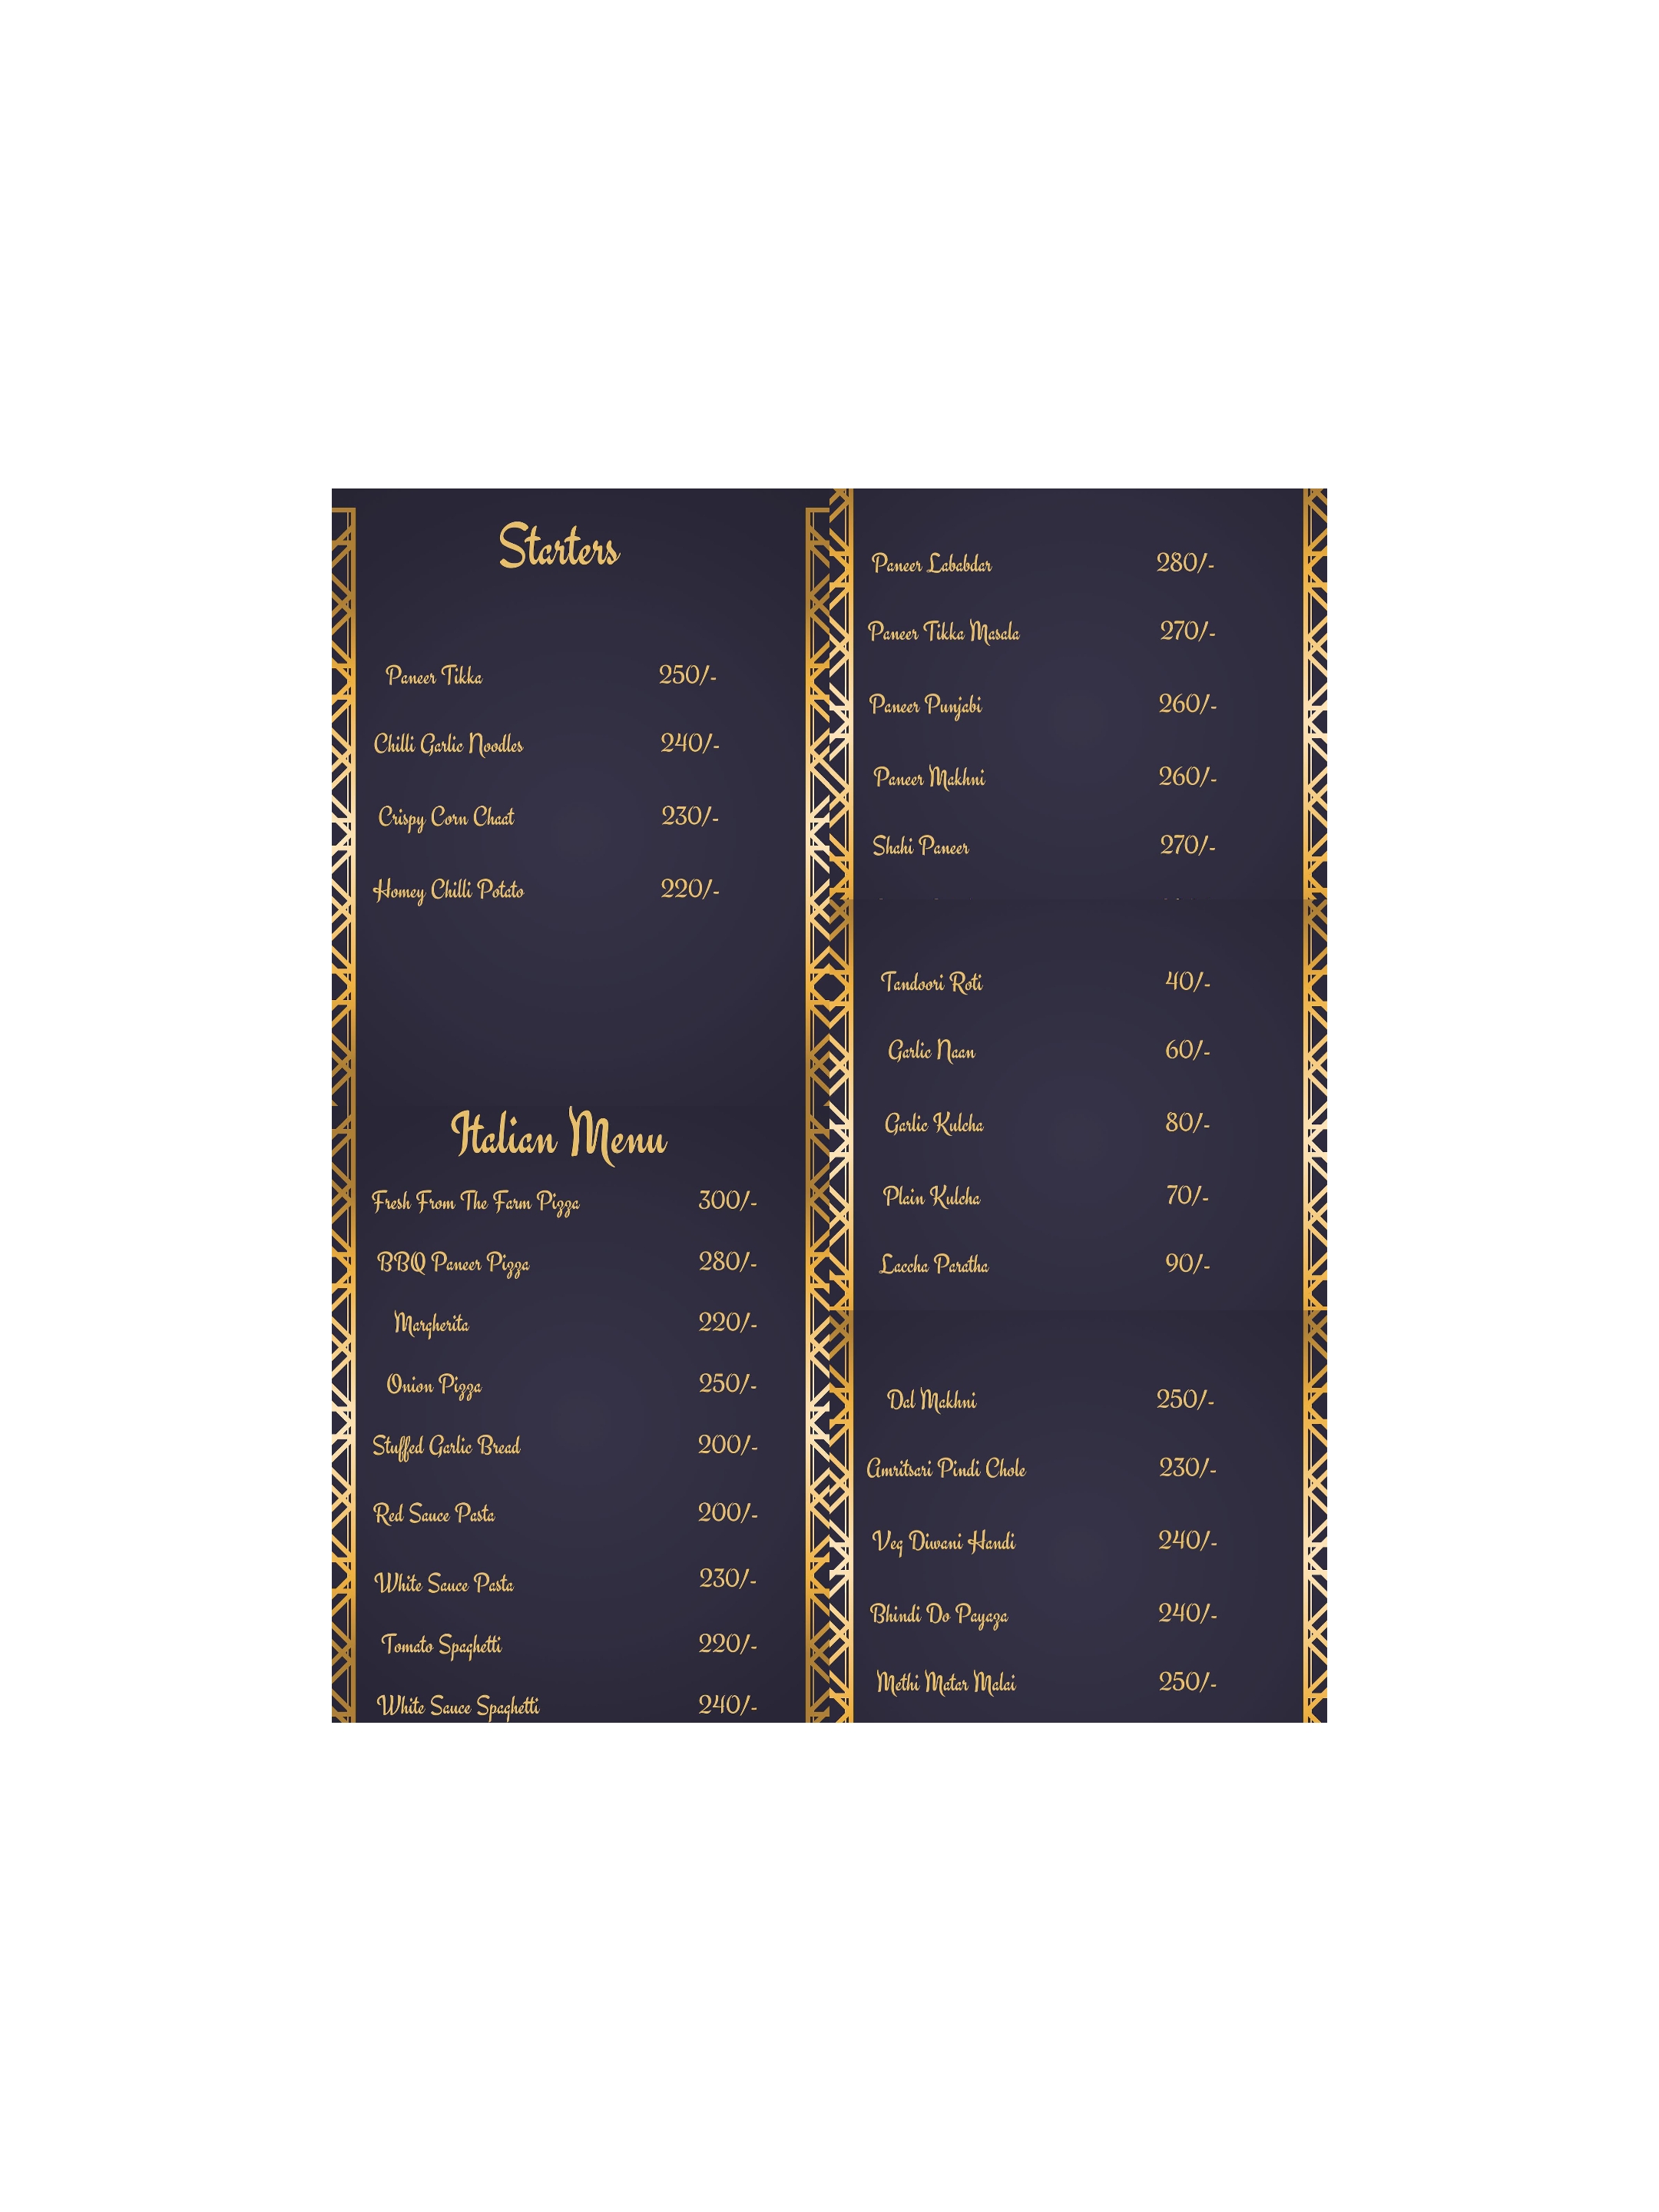 Starters
Paneer Tikka 250/-
Chilli Garlic Noodles 240/-
Crispy Corn Chaat 230/-
Homey Chilli Potato 220/-
Italian Menu
Fresh From The Farm Pizza 300/-
BBQ Paneer Pizza 280/-
Margherita 220/-
Onion Pizza 250/-
Stuffed Garlic Bread 200/-
Red Sauce Pasta 200/-
White Sauce Pasta 230/-
Tomato Spaghetti 220/-
White Sauce Spaghetti 240/-
Paneer Lababdar 280/-
Paneer Tikka Masala 270/-
Paneer Punjabi 260/-
Paneer Makhni 260/-
Shahi Paneer 270/-
Tandoori Roti 40/-
Garlic Naan 60/-
Garlic Kulcha 80/-
Plain Kulcha 70/-
Laccha Paratha 90/-
Dal Makhni 250/-
Amritsari Pindi Chole 230/-
Veg Diwani Handi 240/-
Bhindi Do Payaza 240/-
Methi Matar Malai 250/-